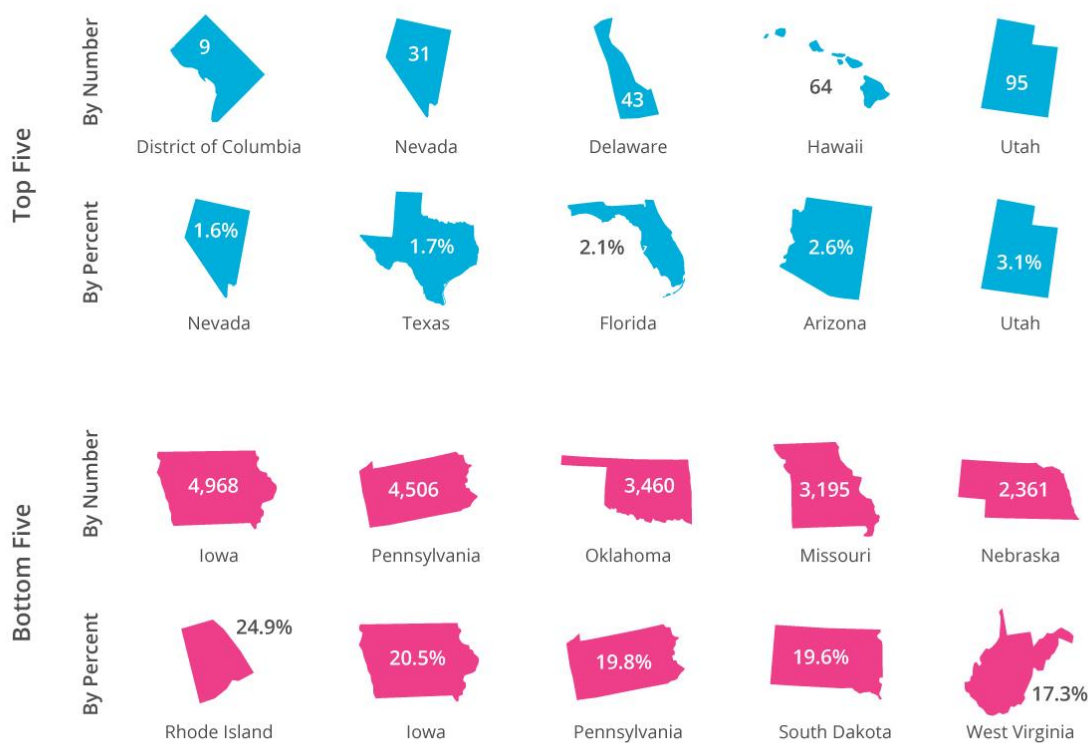 Top Five
By Number
9
31
43
64
95
District of Columbia
Nevada
Delaware
Hawaii
Utah
By Percent
1.6%
1.7%
2.1%
2.6%
3.1%
Nevada
Texas
Florida
Arizona
Utah
Bottom Five
By Number
4,968
4,506
3,460
3,195
2,361
Iowa
Pennsylvania
Oklahoma
Missouri
Nebraska
By Percent
24.9%
20.5%
19.8%
19.6%
17.3%
Rhode Island
Iowa
Pennsylvania
South Dakota
West Virginia